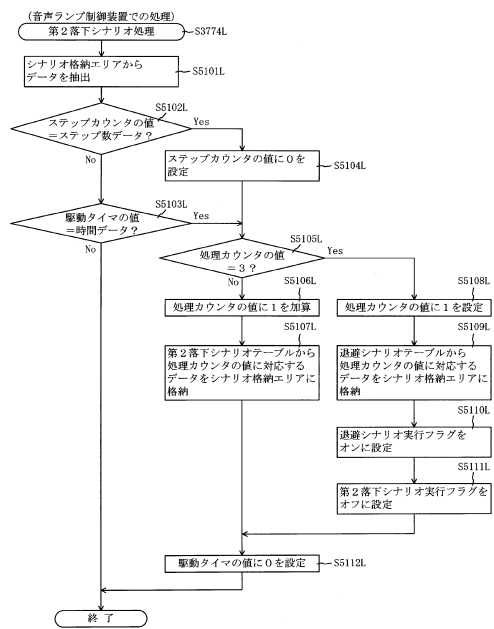 (音声ランプ制御装置での処理)
第2落下シナリオ処理
S3774L
シナリオ格納エリアから
データを抽出
S5101L
S5102L
ステップカウンタの値
=ステップ数データ?
Yes
No
ステップカウンタの値に0を
設定
S5104L
S5103L
駆動タイマの値
=時間データ?
Yes
No
S5105L
処理カウンタの値
=3?
Yes
No
S5106L
処理カウンタの値に1を加算
S5108L
処理カウンタの値に1を設定
S5107L
第2落下シナリオテーブルから
処理カウンタの値に対応する
データをシナリオ格納エリアに
格納
S5109L
退避シナリオテーブルから
処理カウンタの値に対応する
データをシナリオ格納エリアに
格納
S5110L
退避シナリオ実行フラグを
オンに設定
S5111L
第2落下シナリオ実行フラグを
オフに設定
駆動タイマの値に0を設定
S5112L
終了